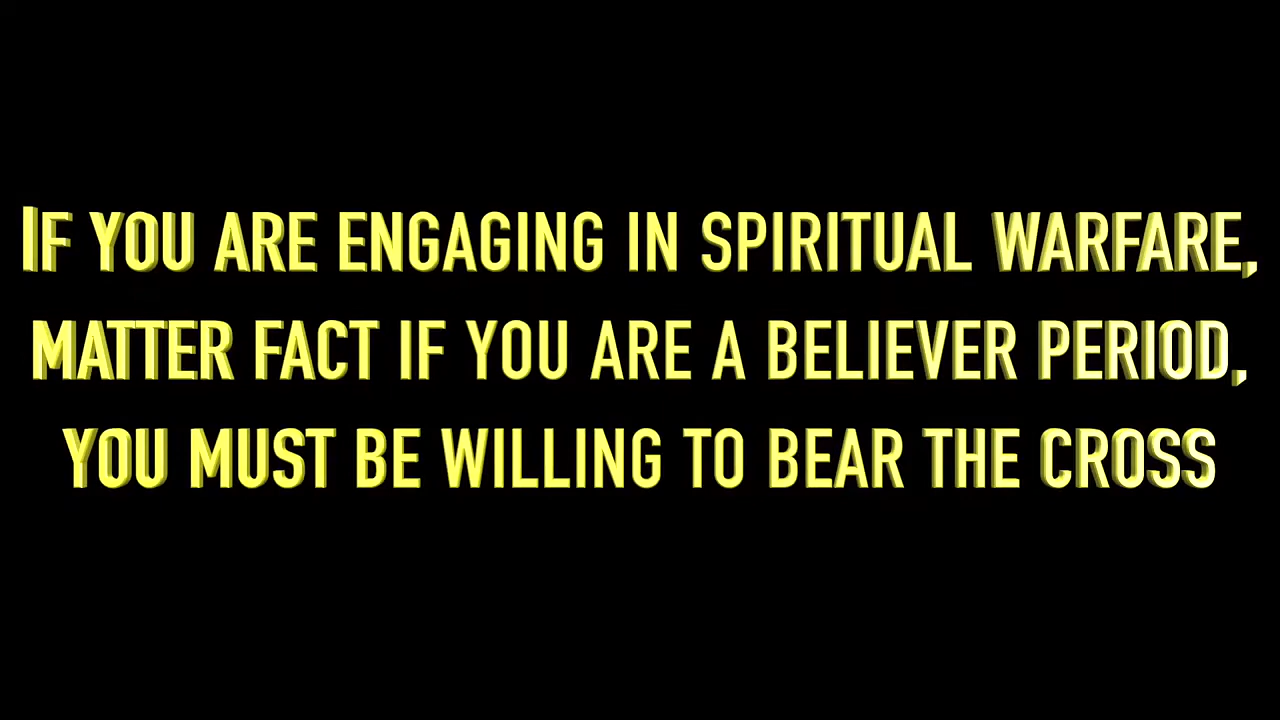 IF YOU ARE ENGAGING IN SPIRITUAL WARFARE,
MATTER FACT IF YOU ARE A BELIEVER PERIOD,
YOU MUST BE WILLING TO BEAR THE CROSS